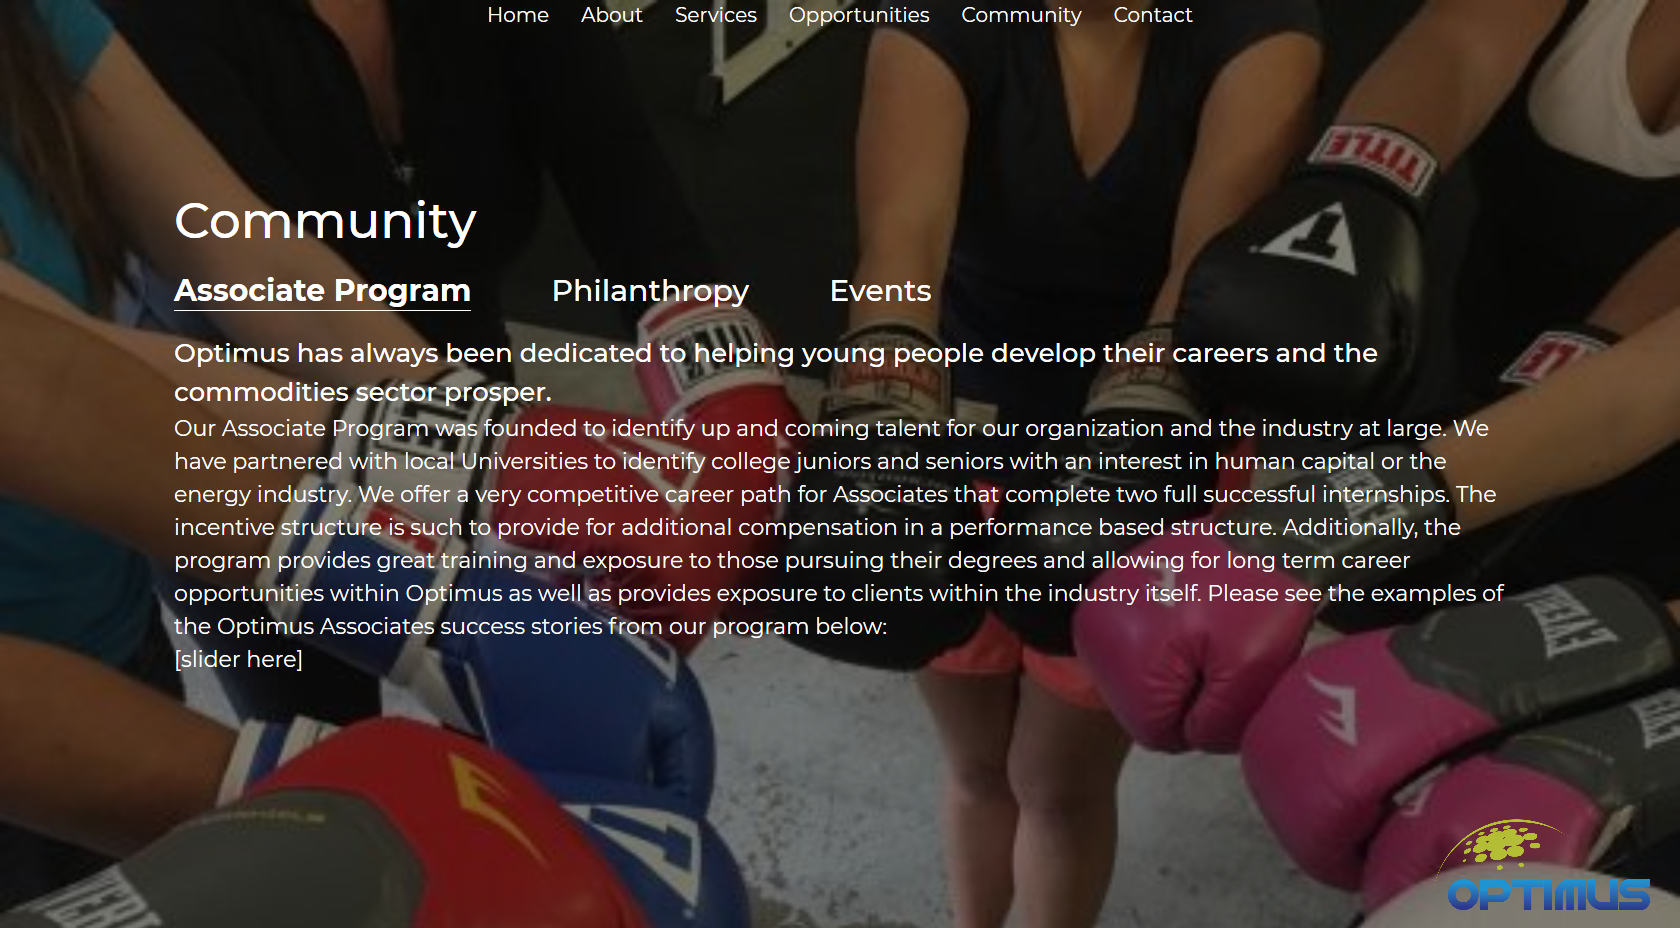 Home About Services Opportunities Community Contact
TITLE
T
Community
Associate Program Philanthropy Events
Optimus has always been dedicated to helping young people develop their careers and the
commodities sector prosper.
Our Associate Program was founded to identify up and coming talent for our organization and the industry at large. We
have partnered with local Universities to identify college juniors and seniors with an interest in human capital or the
energy industry. We offer a very competitive career path for Associates that complete two full successful internships. The
incentive structure is such to provide for additional compensation in a performance based structure. Additionally, the
program provides great training and exposure to those pursuing their degrees and allowing for long term career
opportunities within Optimus as well as provides exposure to clients within the industry itself. Please see the examples of
the Optimus Associates success stories from our program below:
[slider here]
OPTIMUS